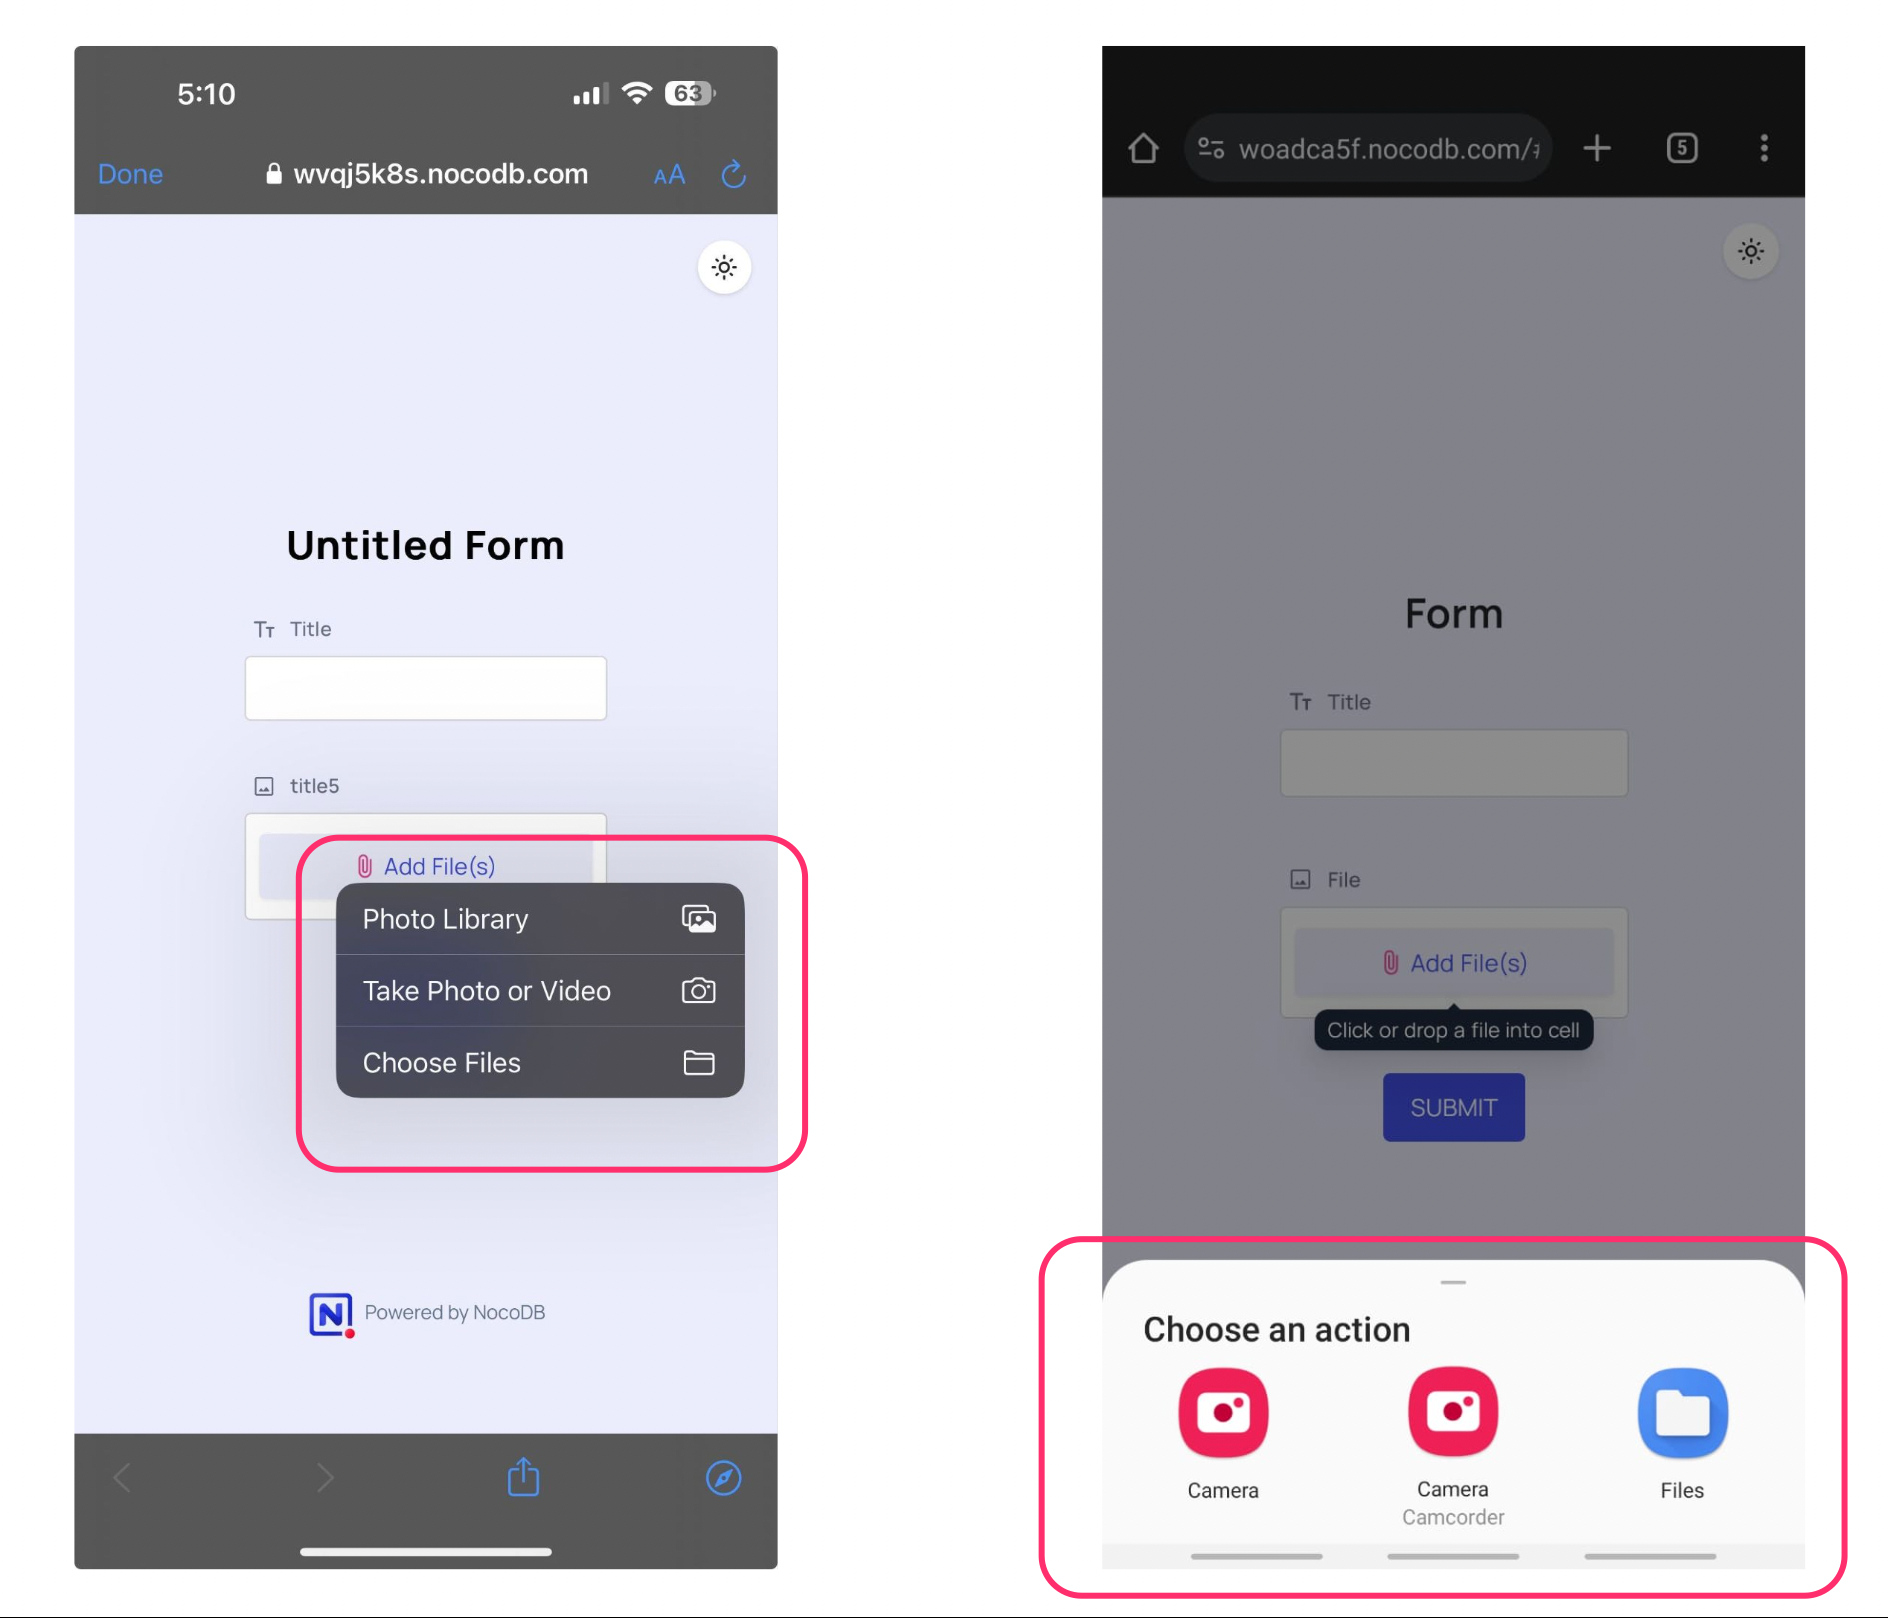 5:10
63
Done
wvqj5k8s.nocodb.com
AA
Untitled Form
Tт Title
title5
Add File(s)
Photo Library
Take Photo or Video
Choose Files
N Powered by NocoDB
woadca5f.nocodb.com/
5
Form
Tт Title
File
Add File(s)
Click or drop a file into cell
SUBMIT
Choose an action
Camera
Camera
Files
Camcorder